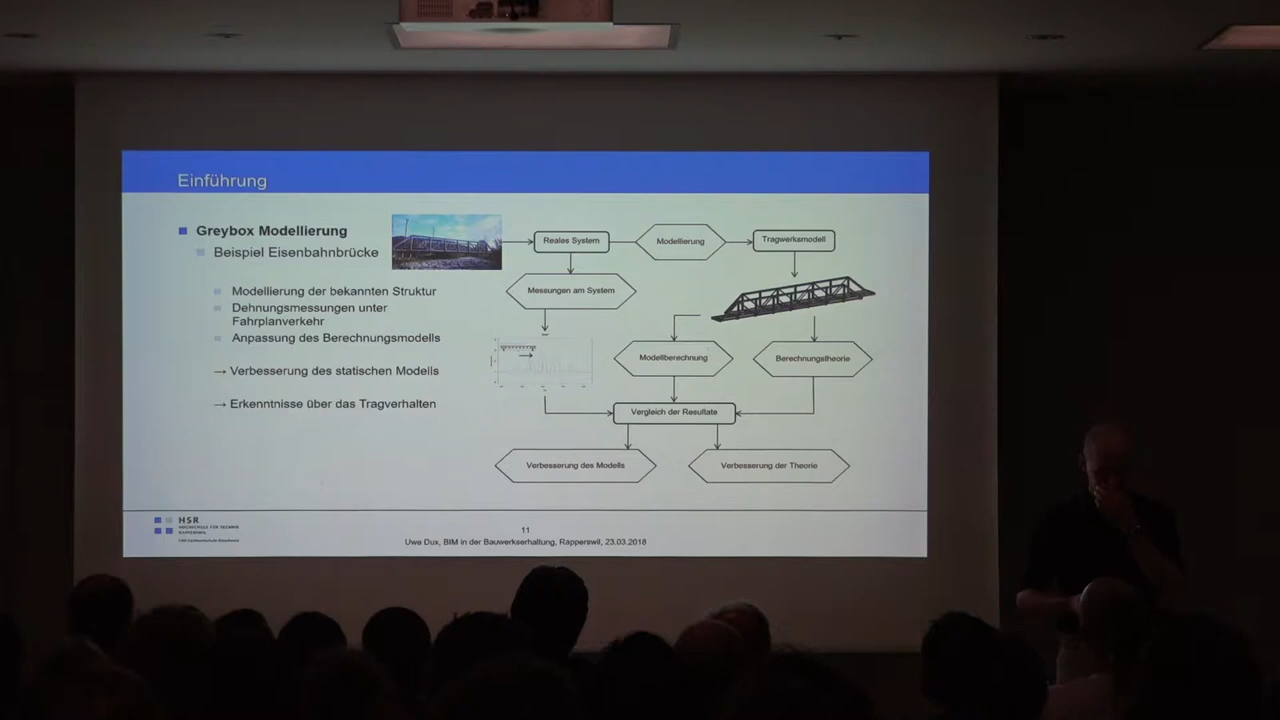 Einführung
Greybox Modellierung
Beispiel Eisenbahnbrücke
Modellierung der bekannten Struktur
Dehnungsmessungen unter
Fahrplanverkehr
Anpassung des Berechnungsmodells
→ Verbesserung des statischen Modells
→ Erkenntnisse über das Tragverhalten
Reales System
Modellierung
Tragwerksmodell
Messungen am System
Modellberechnung
Berechnungstheorie
Vergleich der Resultate
Verbesserung des Modells
Verbesserung der Theorie
HSR
HOCHSCHULE FÜR TECHNIK
RAPPERSWIL
11
Uwe Dux, BIM in der Bauwerkserhaltung, Rapperswil, 23.03.2018